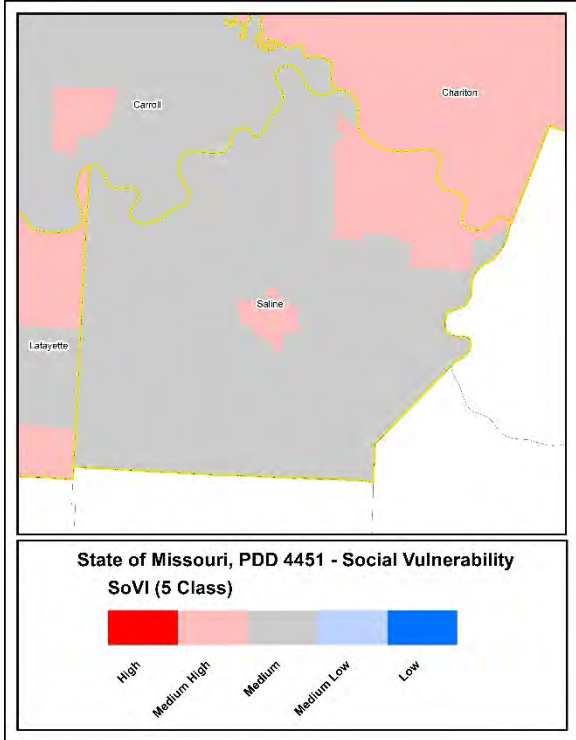 Carroll
Chariton
Saline
Lafayette
State of Missouri, PDD 4451 - Social Vulnerability
SoVI (5 Class)
High
Medium High
Medium
Medium Low
Low